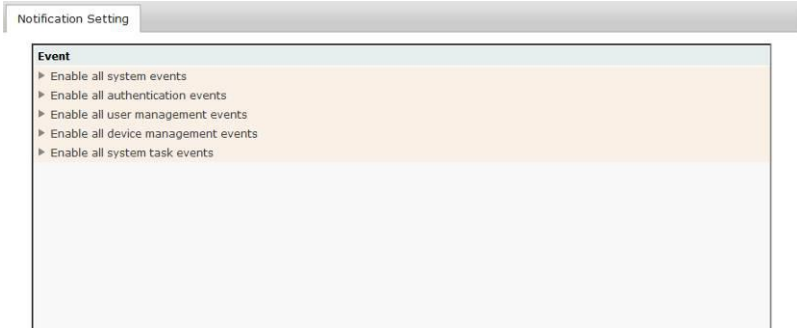 Notification Setting
Event
Enable all system events
Enable all authentication events
Enable all user management events
Enable all device management events
Enable all system task events